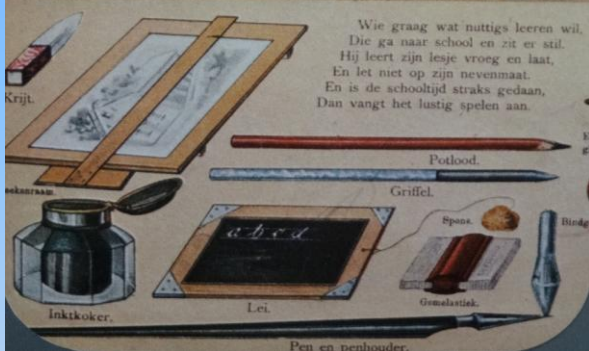 Wie graag wat nuttigs leeren wil,
Die ga naar school en zit er stil.
Hij leert zijn lesje vroeg en laat,
En let niet op zijn nevenmaat.
En is de schooltijd straks gedaan,
Dan vangt het lustig spelen aan.
Krijt.
Potlood.
Griffel.
Spons.
abcd
Gomelastiek.
Inktkoker.
Lei.
Pen en penhouder.